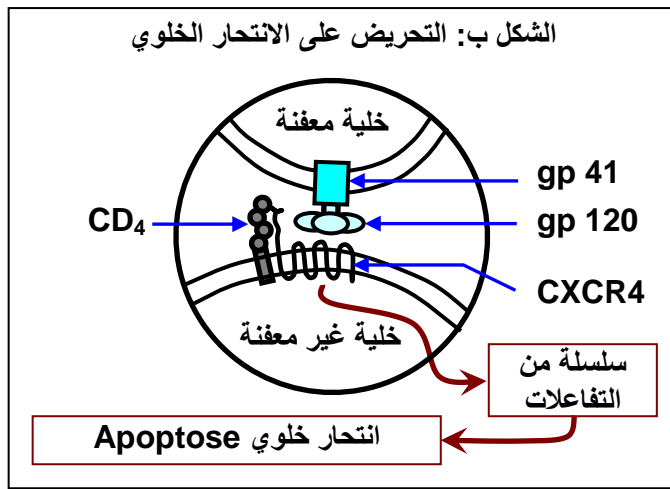 الشكل ب: التحريض على الانتحار الخلوي
خلية معفنة
gp 41
CD4
gp 120
CXCR4
خلية غير معفنة
سلسلة من
التفاعلات
انتحار خلوي Apoptose